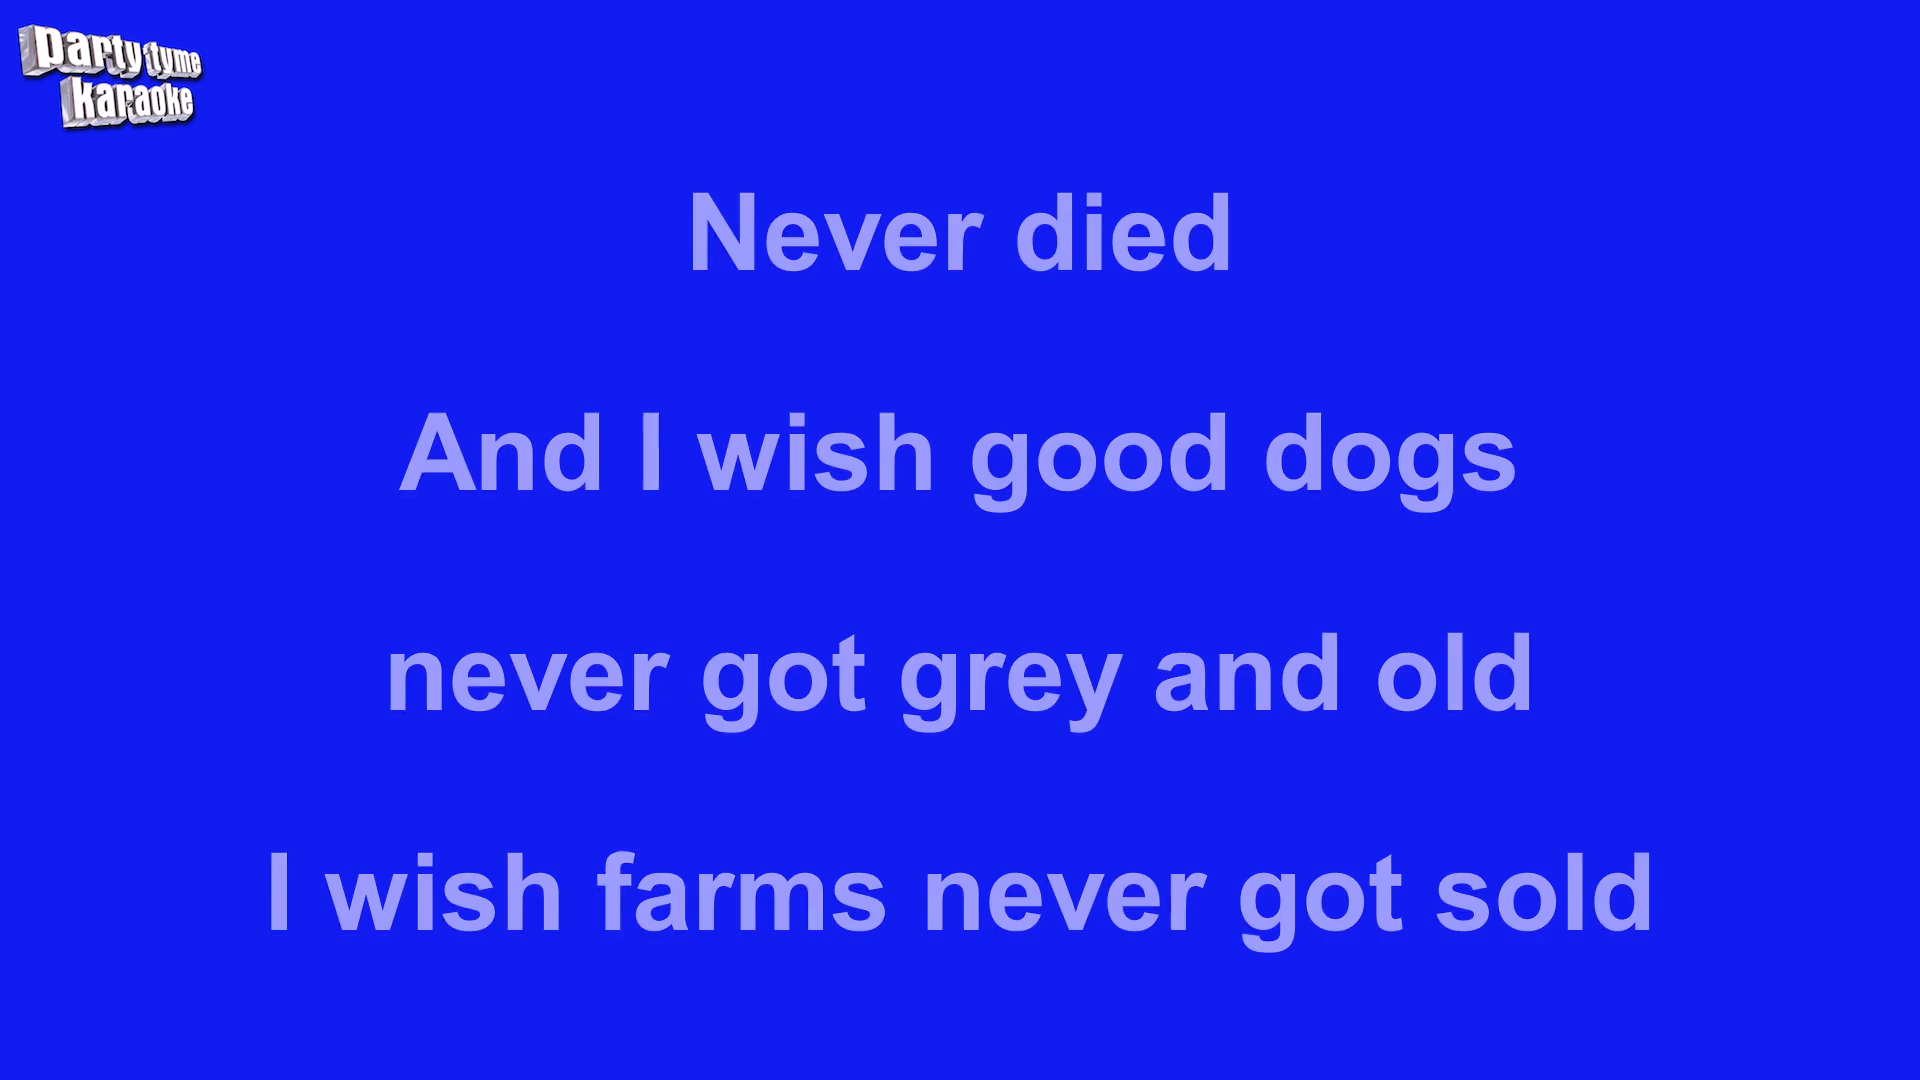 party tyme
karaoke
Never died
And I wish good dogs
never got grey and old
I wish farms never got sold